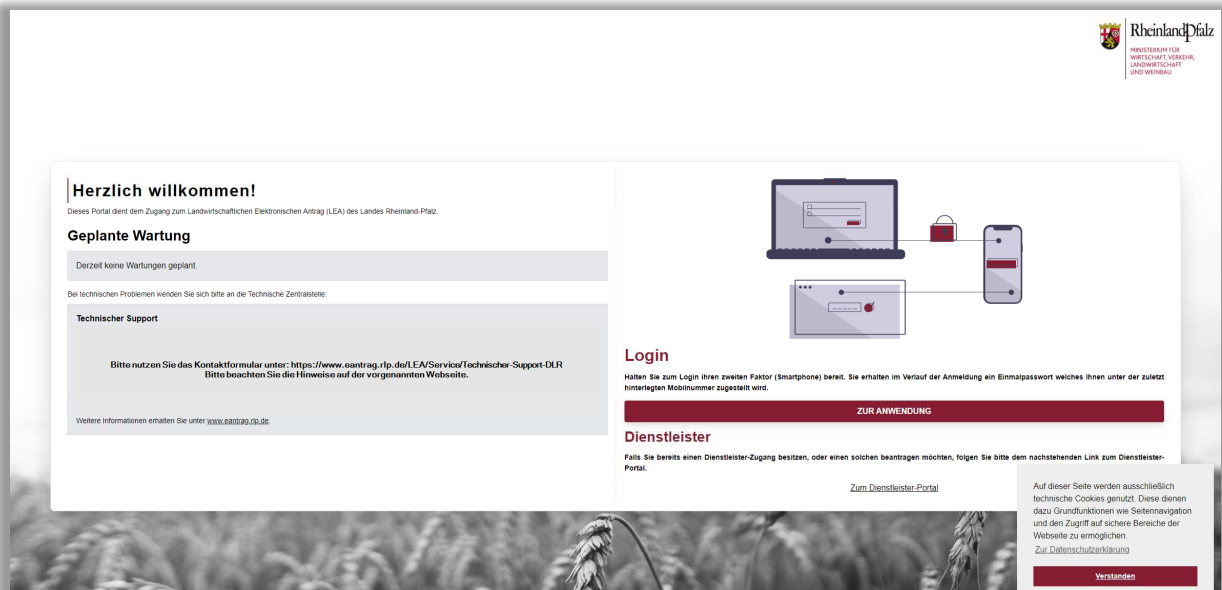 RheinlandPfalz
MINISTERIUM FÜR
WIRTSCHAFT, VERKEHR,
LANDWIRTSCHAFT
UND WEINBAU
Herzlich willkommen!
Dieses Portal dient dem Zugang zum Landwirtschaftlichen Elektronischen Antrag (LEA) des Landes Rheinland-Pfalz.
Geplante Wartung
Derzeit keine Wartungen geplant.
Bei technischen Problemen wenden Sie sich bitte an die Technische Zentralstelle:
Technischer Support
Bitte nutzen Sie das Kontaktformular unter: https://www.eantrag.rlp.de/LEA/Service/Technischer-Support-DLR
Bitte beachten Sie die Hinweise auf der vorgenannten Webseite.
Weitere Informationen erhalten Sie unter www.eantrag.rlp.de.
Login
Halten Sie zum Login ihren zweiten Faktor (Smartphone) bereit. Sie erhalten im Verlauf der Anmeldung ein Einmalpasswort welches Ihnen unter der zuletzt
hinterlegten Mobilnummer zugestellt wird.
ZUR ANWENDUNG
Dienstleister
Falls Sie bereits einen Dienstleister-Zugang besitzen, oder einen solchen beantragen möchten, folgen Sie bitte dem nachstehenden Link zum Dienstleister-
Portal.
Zum Dienstleister-Portal
Auf dieser Seite werden ausschließlich
technische Cookies genutzt. Diese dienen
dazu Grundfunktionen wie Seitennavigation
und den Zugriff auf sichere Bereiche der
Webseite zu ermöglichen.
Zur Datenschutzerklärung
Verstanden